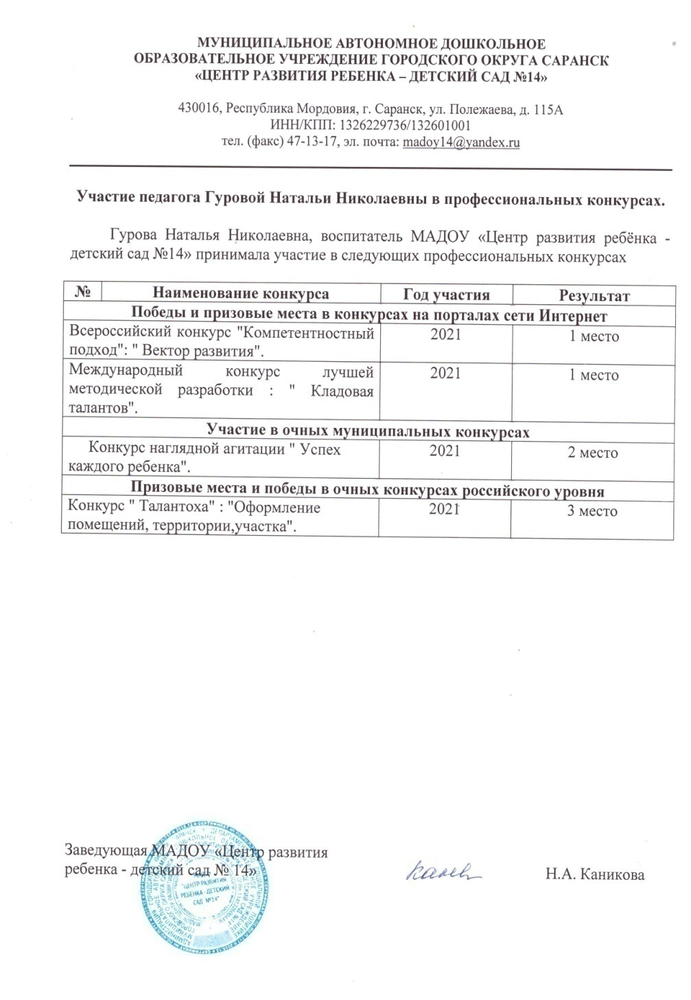 МУНИЦИПАЛЬНОЕ АВТОНОМНОЕ ДОШКОЛЬНОЕ
ОБРАЗОВАТЕЛЬНОЕ УЧРЕЖДЕНИЕ ГОРОДСКОГО ОКРУГА САРАНСК
«ЦЕНТР РАЗВИТИЯ РЕБЕНКА – ДЕТСКИЙ САД №14»
430016, Республика Мордовия, г. Саранск, ул. Полежаева, д. 115А
ИНН/КПП: 1326229736/132601001
тел. (факс) 47-13-17, эл. почта: madoy14@yandex.ru
Участие педагога Гуровой Натальи Николаевны в профессиональных конкурсах.
Гурова Наталья Николаевна, воспитатель МАДОУ «Центр развития ребёнка -
детский сад №14» принимала участие в следующих профессиональных конкурсах
№ Наименование конкурса Год участия Результат
Победы и призовые места в конкурсах на порталах сети Интернет
Всероссийский конкурс "Компетентностный 2021 1 место
подход": " Вектор развития".
Международный конкурс лучшей 2021 1 место
методической разработки : " Кладовая
талантов".
Участие в очных муниципальных конкурсах
Конкурс наглядной агитации " Успех 2021 2 место
каждого ребенка".
Призовые места и победы в очных конкурсах российского уровня
Конкурс " Талантоха" : "Оформление 2021 3 место
помещений, территории,участка".
Заведующая МАДОУ «Центр развития
ребенка - детский сад № 14» Н.А. Каникова
"ЦЕНТР РАЗВИТИЯ
РЕБЕНКА - ДЕТСКИЙ
САД №14"